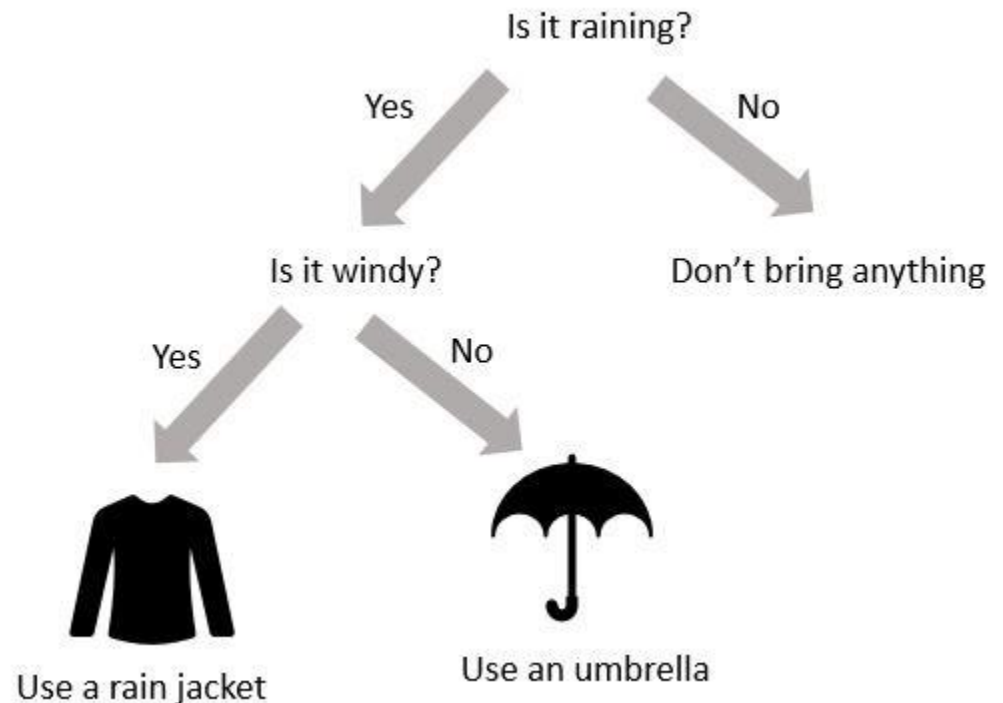 Is it raining?
Yes
No
Is it windy?
Don’t bring anything
Yes
No
Use a rain jacket
Use an umbrella